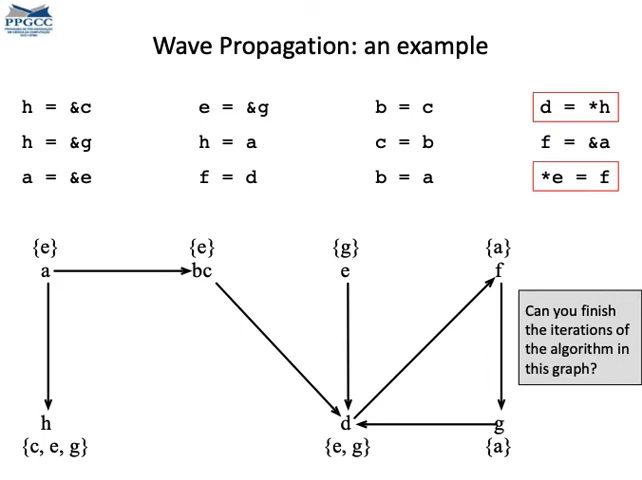 PPGCC
Wave Propagation: an example
h = &c e = &g b = c d = *h
h = &g h = a c = b f = &a
a = &e f = d b = a *e = f
{e} {e} {g} {a}
a bc e f
Can you finish
the iterations of
the algorithm in
this graph?
h d g
{c, e, g} {e, g} {a}